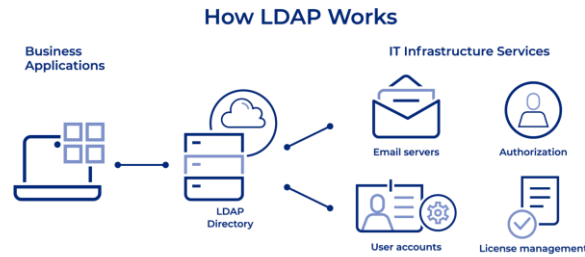 How LDAP Works
Business
Applications
IT Infrastructure Services
LDAP
Directory
Email servers
Authorization
User accounts
License management